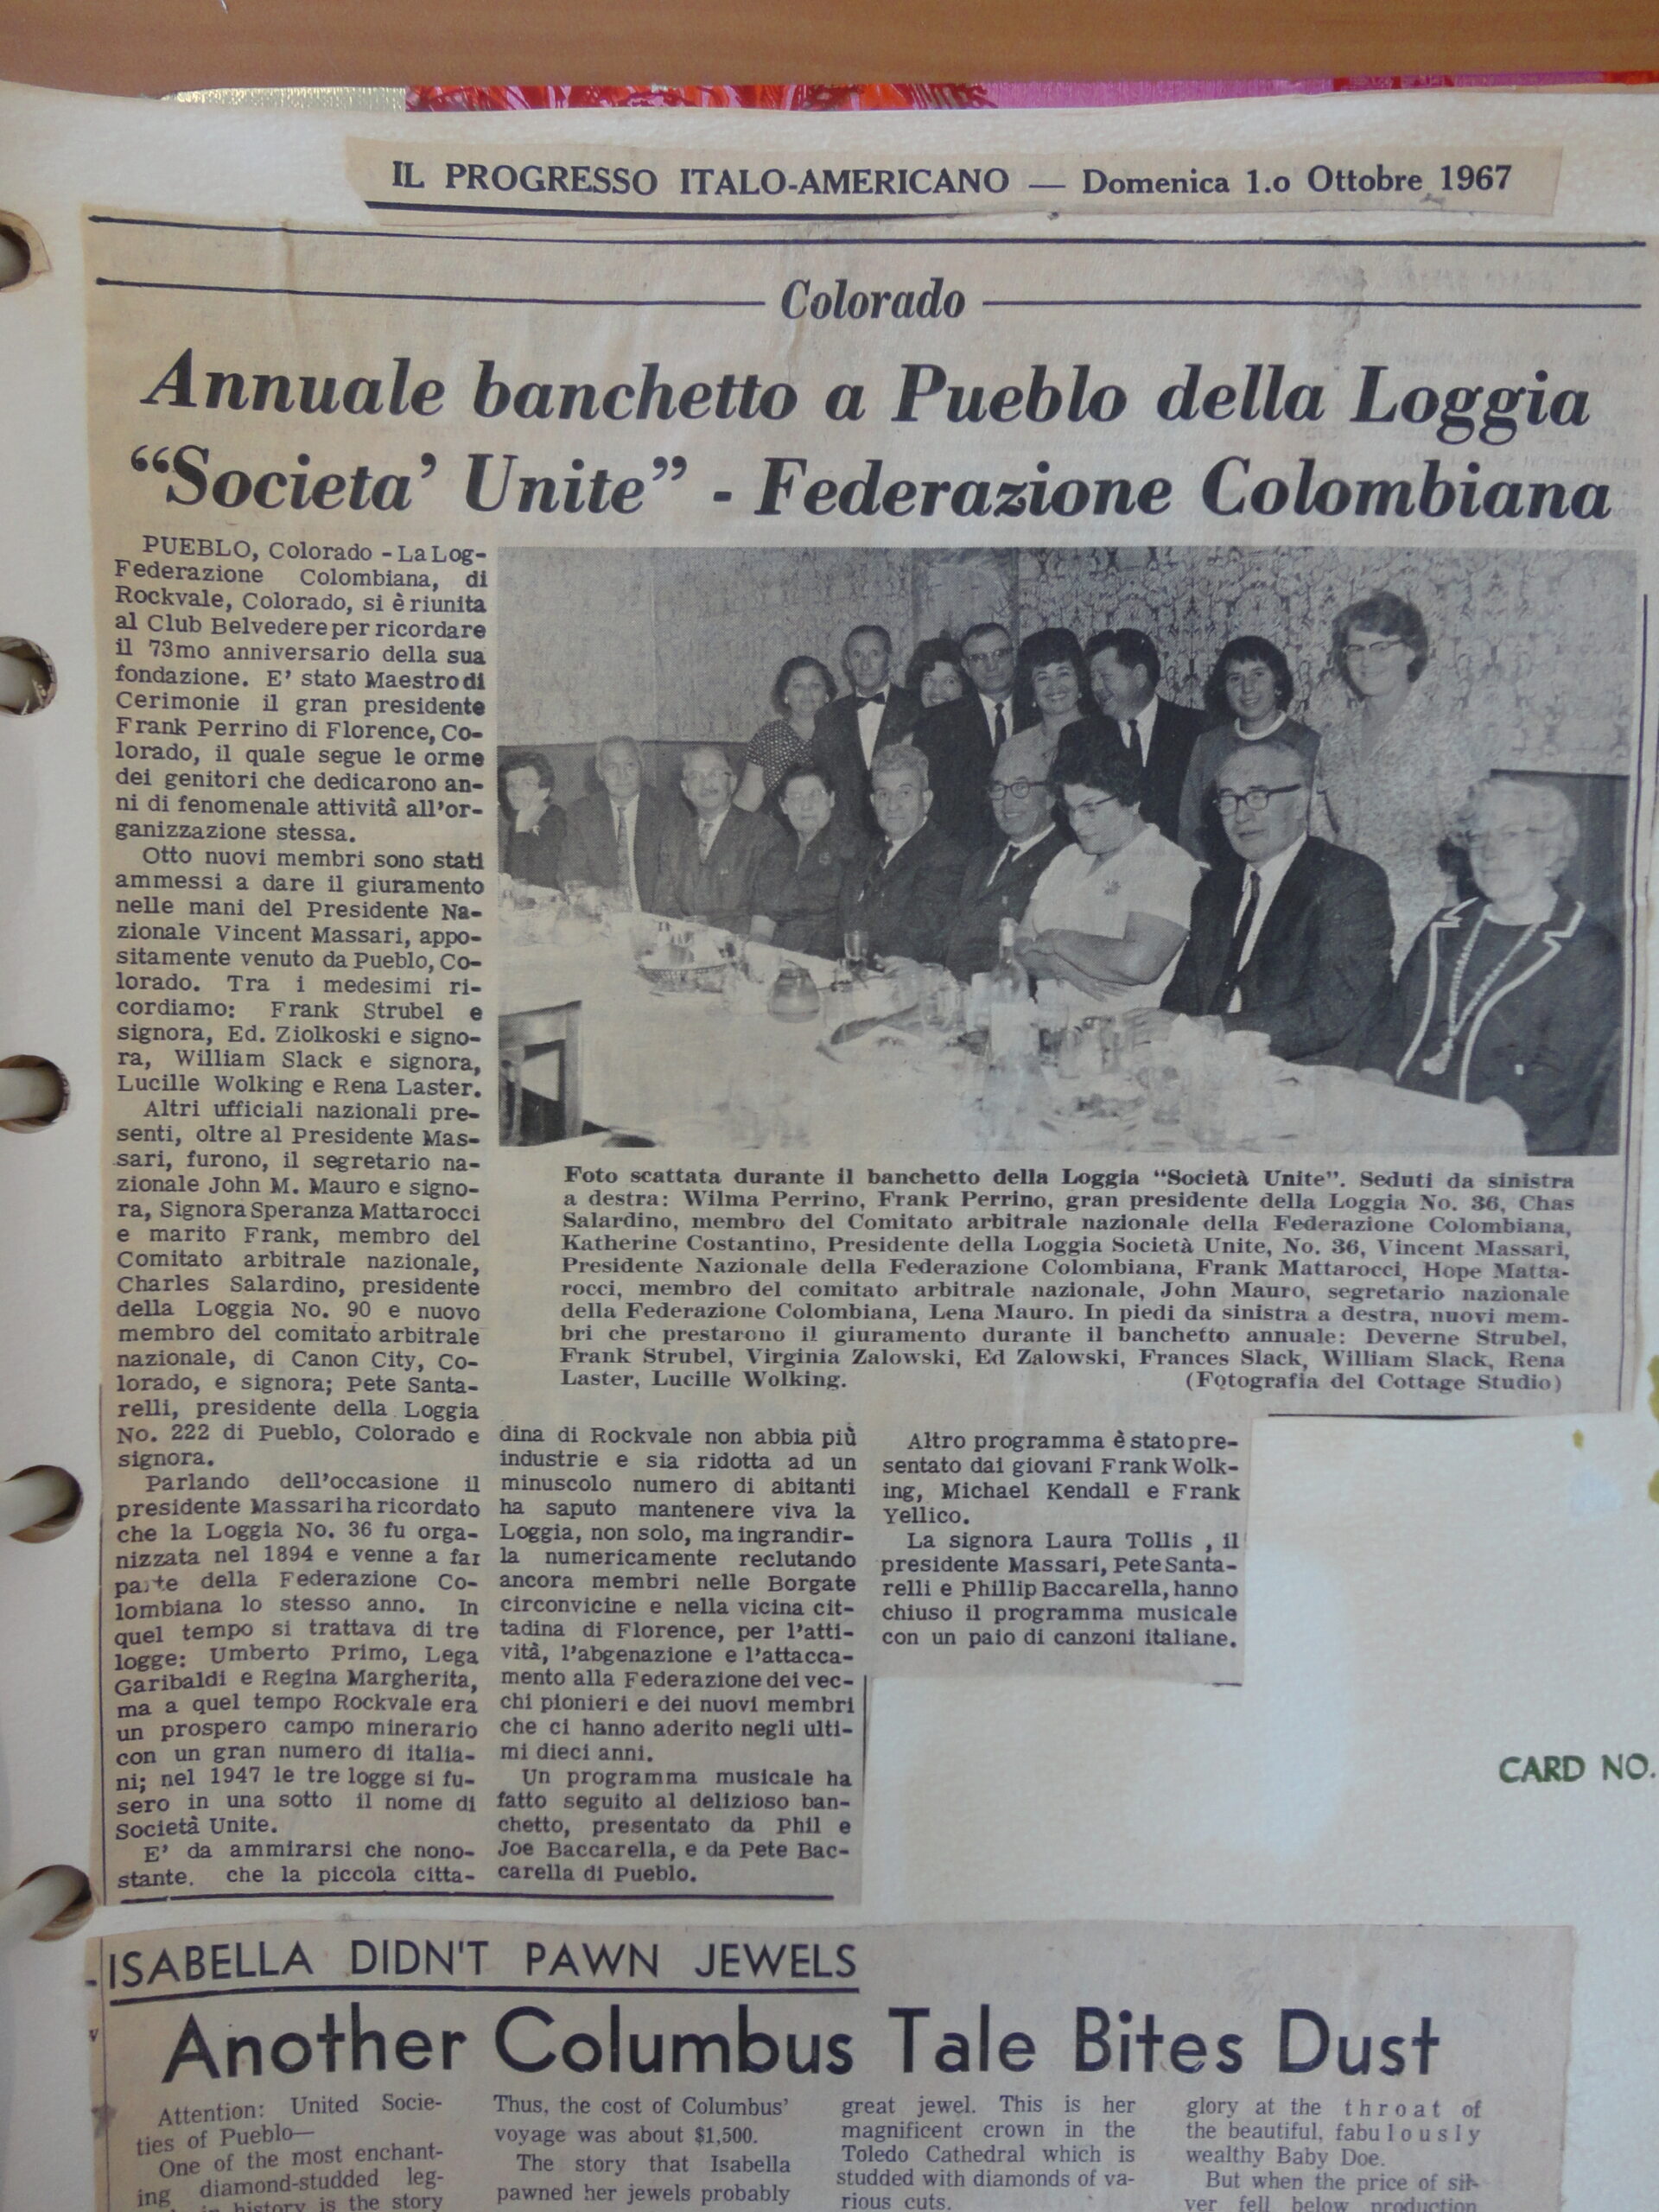 IL PROGRESSO ITALO-AMERICANO — Domenica 1.o Ottobre 1967
Colorado
Annuale banchetto a Pueblo della Loggia
“Societa’ Unite” - Federazione Colombiana
PUEBLO, Colorado - La Log-
Federazione Colombiana, di
Rockvale, Colorado, si è riunita
al Club Belvedere per ricordare
il 73mo anniversario della sua
fondazione. E’ stato Maestro di
Cerimonie il gran presidente
Frank Perrino di Florence, Co-
lorado, il quale segue le orme
dei genitori che dedicarono an-
ni di fenomenale attività all’or-
ganizzazione stessa.
Otto nuovi membri sono stati
ammessi a dare il giuramento
nelle mani del Presidente Na-
zionale Vincent Massari, appo-
sitamente venuto da Pueblo, Co-
lorado. Tra i medesimi ri-
cordiamo: Frank Strubel e
signora, Ed. Ziolkoski e signo-
ra, William Slack e signora,
Lucille Wolking e Rena Laster.
Altri ufficiali nazionali pre-
senti, oltre al Presidente Mas-
sari, furono, il segretario na-
zionale John M. Mauro e signo-
ra, Signora Speranza Mattarocci
e marito Frank, membro del
Comitato arbitrale nazionale,
Charles Salardino, presidente
della Loggia No. 90 e nuovo
membro del comitato arbitrale
nazionale, di Canon City, Co-
lorado, e signora; Pete Santa-
relli, presidente della Loggia
No. 222 di Pueblo, Colorado e
signora.
Parlando dell’occasione il
presidente Massari ha ricordato
che la Loggia No. 36 fu orga-
nizzata nel 1894 e venne a far
parte della Federazione Co-
lombiana lo stesso anno. In
quel tempo si trattava di tre
logge: Umberto Primo, Lega
Garibaldi e Regina Margherita,
ma a quel tempo Rockvale era
un prospero campo minerario
con un gran numero di italia-
ni; nel 1947 le tre logge si fu-
sero in una sotto il nome di
Società Unite.
E’ da ammirarsi che nono-
stante. che la piccola citta-
Foto scattata durante il banchetto della Loggia “Società Unite”. Seduti da sinistra
a destra: Wilma Perrino, Frank Perrino, gran presidente della Loggia No. 36, Chas
Salardino, membro del Comitato arbitrale nazionale della Federazione Colombiana,
Katherine Costantino, Presidente della Loggia Società Unite, No. 36, Vincent Massari,
Presidente Nazionale della Federazione Colombiana, Frank Mattarocci, Hope Matta-
rocci, membro del comitato arbitrale nazionale, John Mauro, segretario nazionale
della Federazione Colombiana, Lena Mauro. In piedi da sinistra a destra, nuovi mem-
bri che prestarono il giuramento durante il banchetto annuale: Deverne Strubel,
Frank Strubel, Virginia Zalowski, Ed Zalowski, Frances Slack, William Slack, Rena
Laster, Lucille Wolking. (Fotografia del Cottage Studio)
dina di Rockvale non abbia più
industrie e sia ridotta ad un
minuscolo numero di abitanti
ha saputo mantenere viva la
Loggia, non solo, ma ingrandir-
la numericamente reclutando
ancora membri nelle Borgate
circonvicine e nella vicina cit-
tadina di Florence, per l’atti-
vità, l’abgenazione e l’attacca-
mento alla Federazione dei vec-
chi pionieri e dei nuovi membri
che ci hanno aderito negli ulti-
mi dieci anni.
Un programma musicale ha
fatto seguito al delizioso ban-
chetto, presentato da Phil e
Joe Baccarella, e da Pete Bac-
carella di Pueblo.
Altro programma è stato pre-
sentato dai giovani Frank Wolk-
ing, Michael Kendall e Frank
Yellico.
La signora Laura Tollis , il
presidente Massari, Pete Santa-
relli e Phillip Baccarella, hanno
chiuso il programma musicale
con un paio di canzoni italiane.
CARD NO.
ISABELLA DIDN'T PAWN JEWELS
Another Columbus Tale Bites Dust
Attention: United Socie-
ties of Pueblo—
One of the most enchant-
ing diamond-studded leg-
in history is the story
Thus, the cost of Columbus’
voyage was about $1,500.
The story that Isabella
pawned her jewels probably
great jewel. This is her
magnificent crown in the
Toledo Cathedral which is
studded with diamonds of va-
rious cuts.
glory at the throat of
the beautiful, fabulously
wealthy Baby Doe.
But when the price of sil-
ver fell below production